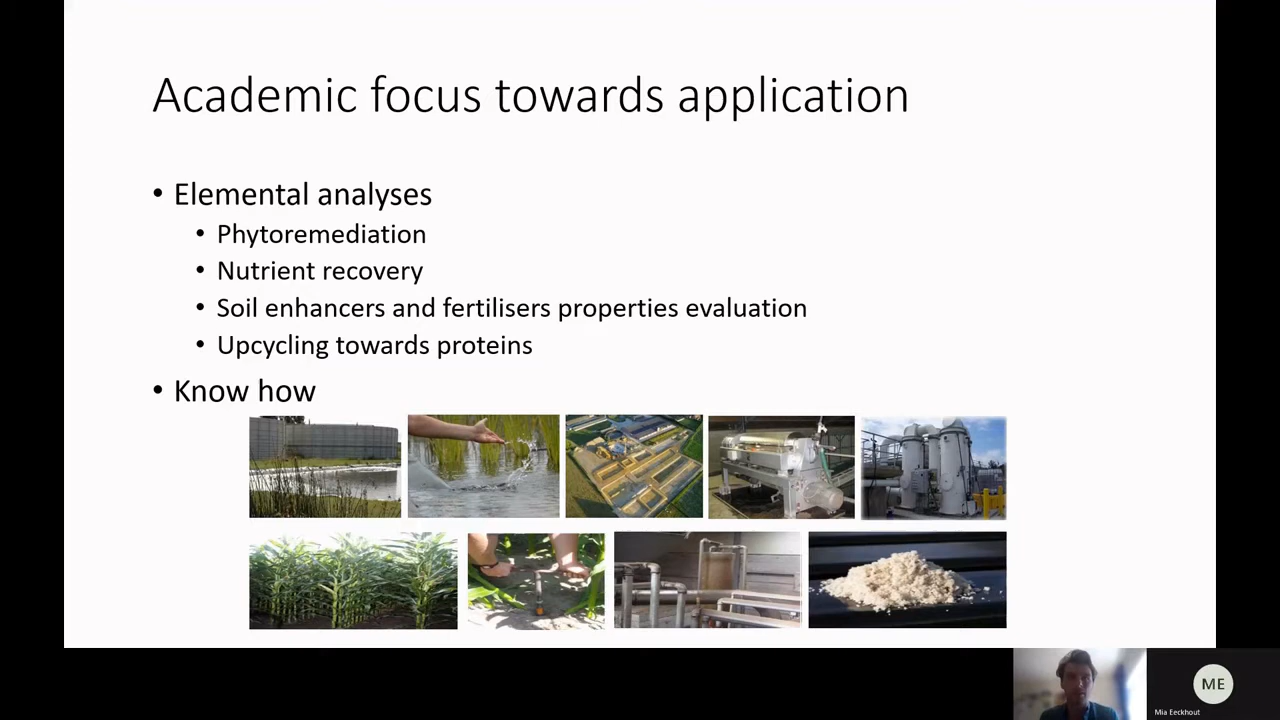 Academic focus towards application
• Elemental analyses
• Phytoremediation
• Nutrient recovery
• Soil enhancers and fertilisers properties evaluation
• Upcycling towards proteins
• Know how
ME
Mia Eeckhout